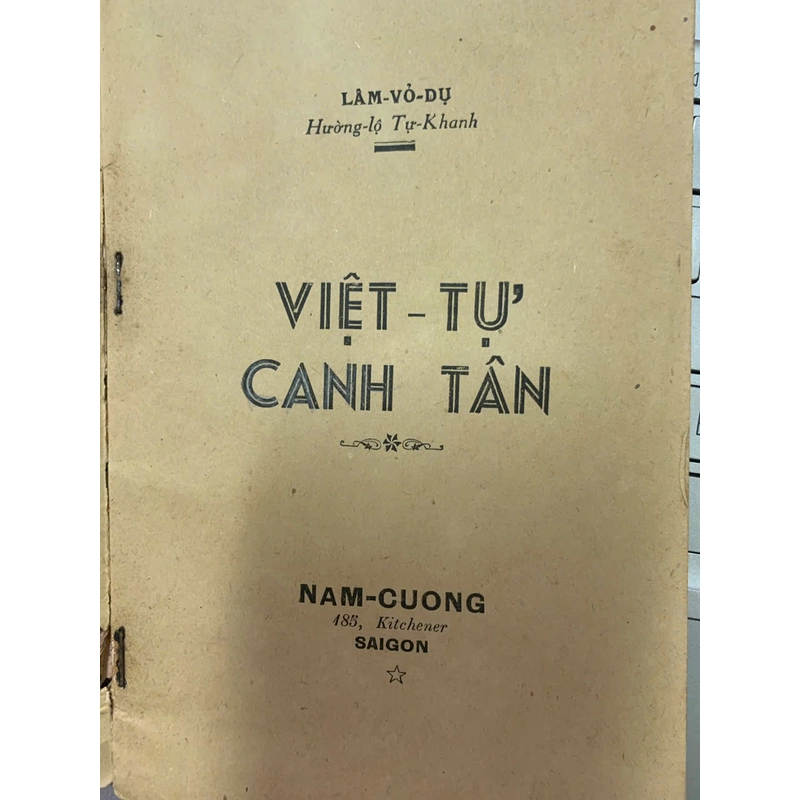 LÂM-VỎ-DỤ
Hường-lộ Tự-Khanh
VIỆT-TỰ
CANH TÂN
NAM-CUONG
185, Kitchener
SAIGON